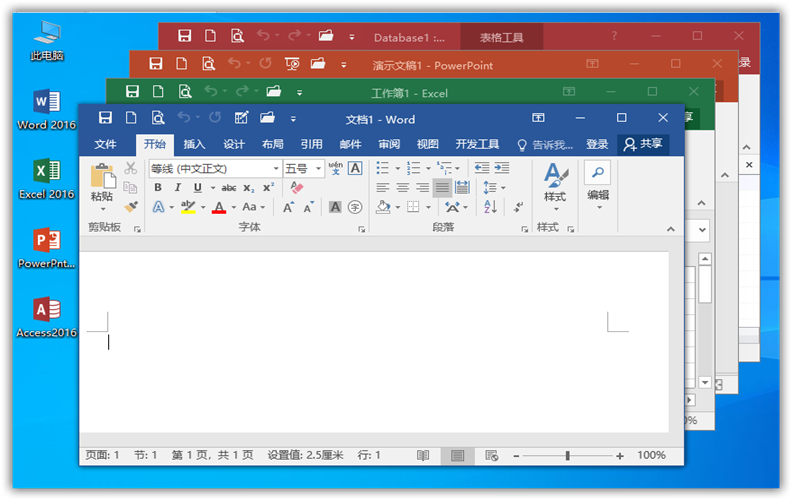 此电脑
Word 2016
Excel 2016
PowerPnt...
Access2016
Database1 :...
表格工具
?
录
演示文稿1 - PowerPoint
工作簿1 - Excel
享
文档1 - Word
文件 开始 插入 设计 布局 引用 邮件 审阅 视图 开发工具 告诉我... 登录 共享
粘贴
等线 (中文正文) 五号 wén A
B I U abc x₂ x²
A aby A Aa A A A 字
样式
编辑
剪贴板 字体 段落 样式
页面: 1 节: 1 第 1 页，共 1 页 设置值: 2.5厘米 行: 1 100%
0%